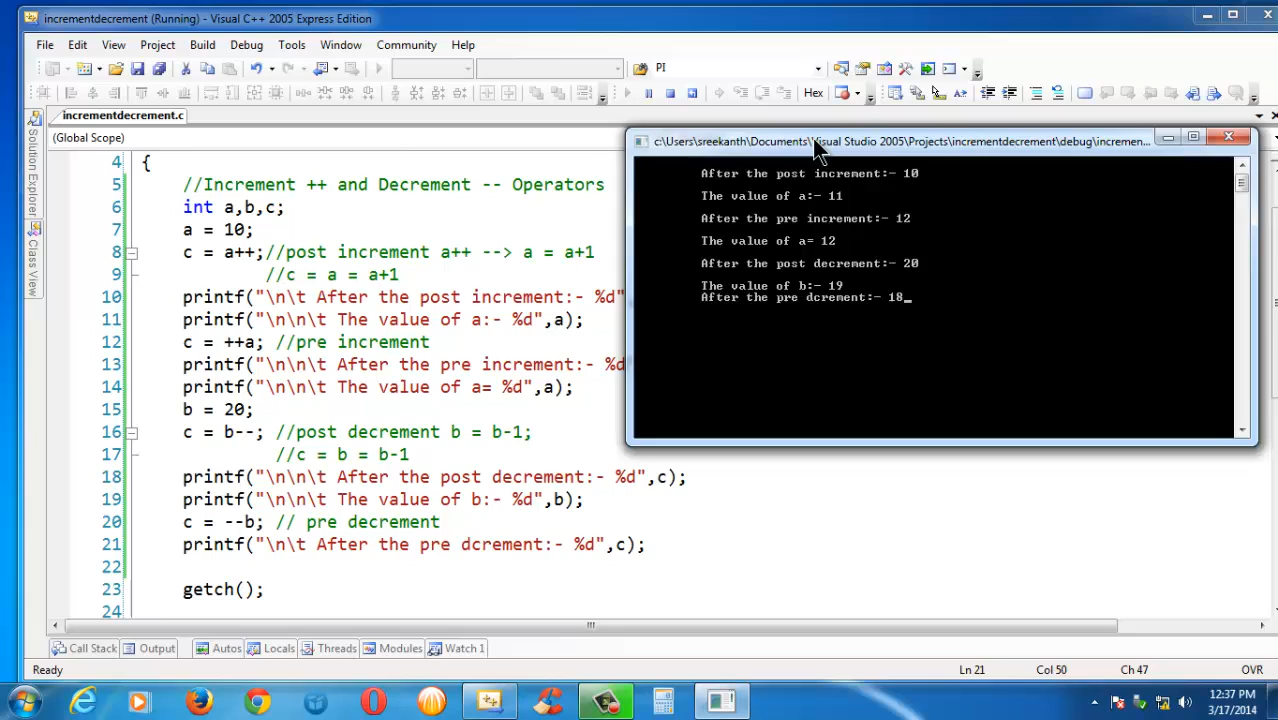 incrementdecrement (Running) - Visual C++ 2005 Express Edition
File Edit View Project Build Debug Tools Window Community Help
PI
Hex
incrementdecrement.c
(Global Scope)
Solution Explorer
Class View
c:\Users\sreekanth\Documents\Visual Studio 2005\Projects\incrementdecrement\debug\incremen...
After the post increment:- 10
The value of a:- 11
After the pre increment:- 12
The value of a= 12
After the post decrement:- 20
The value of b:- 19
After the pre dcrement:- 18_
4 {
5 //Increment ++ and Decrement -- Operators
6 int a,b,c;
7 a = 10;
8 c = a++;//post increment a++ --> a = a+1
9 //c = a = a+1
10 printf("\n\t After the post increment:- %d"
11 printf("\n\n\t The value of a:- %d",a);
12 c = ++a; //pre increment
13 printf("\n\n\t After the pre increment:- %d
14 printf("\n\n\t The value of a= %d",a);
15 b = 20;
16 c = b--; //post decrement b = b-1;
17 //c = b = b-1
18 printf("\n\n\t After the post decrement:- %d",c);
19 printf("\n\n\t The value of b:- %d",b);
20 c = --b; // pre decrement
21 printf("\n\t After the pre dcrement:- %d",c);
22
23 getch();
24
Call Stack Output Autos Locals Threads Modules Watch 1
Ready Ln 21 Col 50 Ch 47 OVR
12:37 PM
3/17/2014